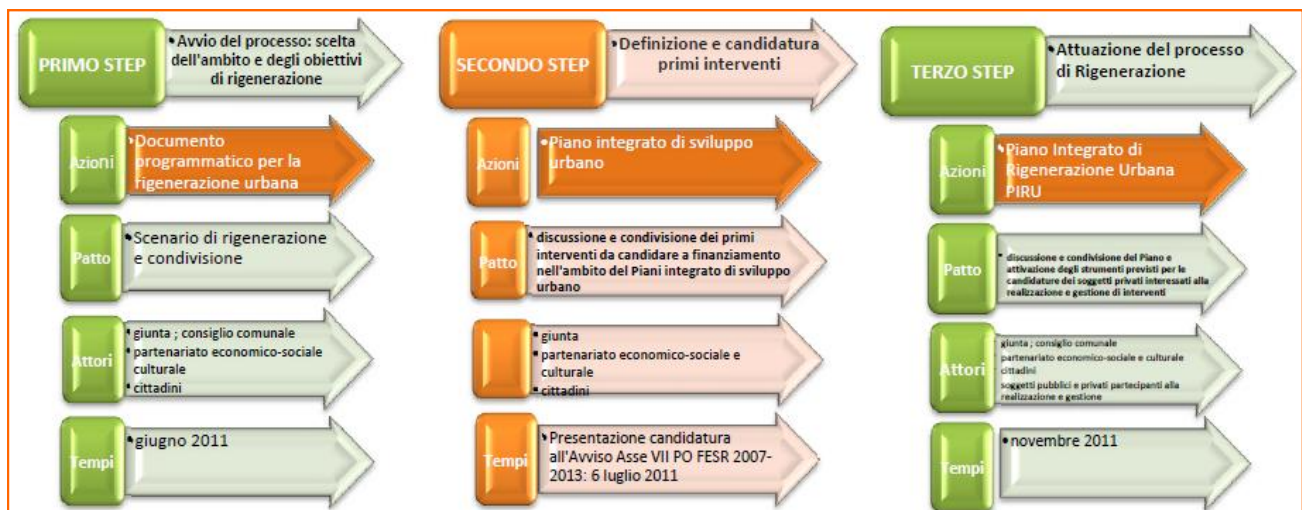 PRIMO STEP
• Avvio del processo: scelta
dell'ambito e degli obiettivi
di rigenerazione
Azioni
• Documento
programmatico per la
rigenerazione urbana
Patto
• Scenario di rigenerazione
e condivisione
Attori
• giunta ; consiglio comunale
• partenariato economico-sociale
culturale
• cittadini
Tempi
• giugno 2011
SECONDO STEP
• Definizione e candidatura
primi interventi
Azioni
• Piano integrato di sviluppo
urbano
Patto
• discussione e condivisione dei primi
interventi da candidare a finanziamento
nell'ambito del Piani integrato di sviluppo
urbano
• giunta
• partenariato economico-sociale e
culturale
• cittadini
Tempi
• Presentazione candidatura
all'Avviso Asse VII PO FESR 2007-
2013: 6 luglio 2011
TERZO STEP
• Attuazione del processo
di Rigenerazione
Azioni
• Piano Integrato di
Rigenerazione Urbana
PIRU
Patto
• discussione e condivisione del Piano e
attivazione degli strumenti previsti per le
candidature dei soggetti privati interessati alla
realizzazione e gestione di interventi
Attori
• giunta ; consiglio comunale
• partenariato economico-sociale e culturale
• cittadini
• soggetti pubblici e privati partecipanti alla
realizzazione e gestione
Tempi
• novembre 2011